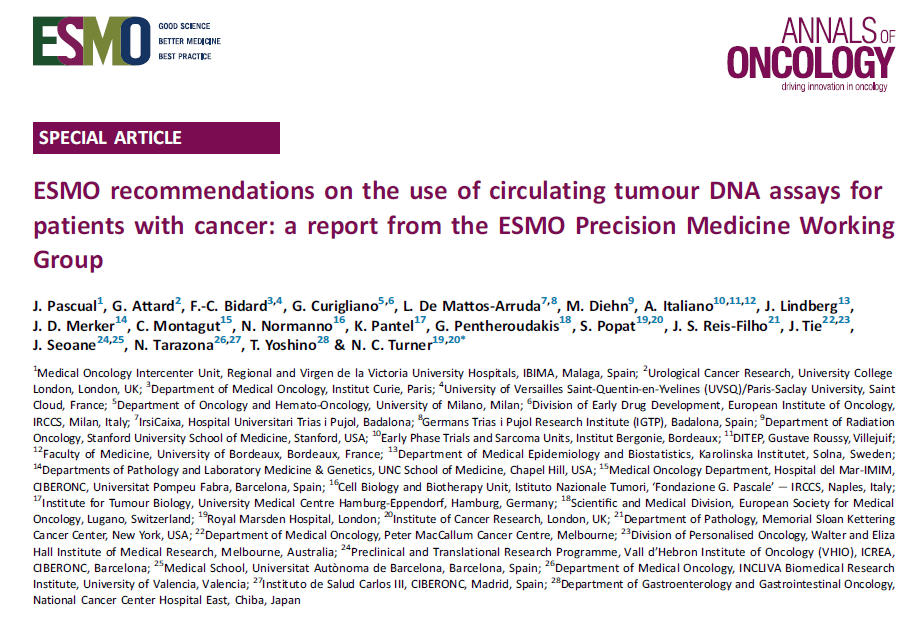 ESMO
GOOD SCIENCE
BETTER MEDICINE
BEST PRACTICE
ANNALS OF
ONCOLOGY
driving innovation in oncology
SPECIAL ARTICLE
ESMO recommendations on the use of circulating tumour DNA assays for
patients with cancer: a report from the ESMO Precision Medicine Working
Group
J. Pascual1, G. Attard2, F.-C. Bidard3,4, G. Curigliano5,6, L. De Mattos-Arruda7,8, M. Diehn9, A. Italiano10,11,12, J. Lindberg13,
J. D. Merker14, C. Montagut15, N. Normanno16, K. Pantel17, G. Pentheroudakis18, S. Popat19,20, J. S. Reis-Filho21, J. Tie22,23,
J. Seoane24,25, N. Tarazona26,27, T. Yoshino28 & N. C. Turner19,20*
1Medical Oncology Intercenter Unit, Regional and Virgen de la Victoria University Hospitals, IBIMA, Malaga, Spain; 2Urological Cancer Research, University College
London, London, UK; 3Department of Medical Oncology, Institut Curie, Paris; 4University of Versailles Saint-Quentin-en-Yvelines (UVSQ)/Paris-Saclay University, Saint
Cloud, France; 5Department of Oncology and Hemato-Oncology, University of Milano, Milan; 6Division of Early Drug Development, European Institute of Oncology,
IRCCS, Milan, Italy; 7IrsiCaixa, Hospital Universitari Trias i Pujol, Badalona; 8Germans Trias i Pujol Research Institute (IGTP), Badalona, Spain; 9Department of Radiation
Oncology, Stanford University School of Medicine, Stanford, USA; 10Early Phase Trials and Sarcoma Units, Institut Bergonie, Bordeaux; 11DITEP, Gustave Roussy, Villejuif;
12Faculty of Medicine, University of Bordeaux, Bordeaux, France; 13Department of Medical Epidemiology and Biostatistics, Karolinska Institutet, Solna, Sweden;
14Departments of Pathology and Laboratory Medicine & Genetics, UNC School of Medicine, Chapel Hill, USA; 15Medical Oncology Department, Hospital del Mar-IMIM,
CIBERONC, Universitat Pompeu Fabra, Barcelona, Spain; 16Cell Biology and Biotherapy Unit, Istituto Nazionale Tumori, ‘Fondazione G. Pascale’ — IRCCS, Naples, Italy;
17Institute for Tumour Biology, University Medical Centre Hamburg-Eppendorf, Hamburg, Germany; 18Scientific and Medical Division, European Society for Medical
Oncology, Lugano, Switzerland; 19Royal Marsden Hospital, London; 20Institute of Cancer Research, London, UK; 21Department of Pathology, Memorial Sloan Kettering
Cancer Center, New York, USA; 22Department of Medical Oncology, Peter MacCallum Cancer Centre, Melbourne; 23Division of Personalised Oncology, Walter and Eliza
Hall Institute of Medical Research, Melbourne, Australia; 24Preclinical and Translational Research Programme, Vall d’Hebron Institute of Oncology (VHIO), ICREA,
CIBERONC, Barcelona; 25Medical School, Universitat Autònoma de Barcelona, Barcelona, Spain; 26Department of Medical Oncology, INCLIVA Biomedical Research
Institute, University of Valencia, Valencia; 27Instituto de Salud Carlos III, CIBERONC, Madrid, Spain; 28Department of Gastroenterology and Gastrointestinal Oncology,
National Cancer Center Hospital East, Chiba, Japan